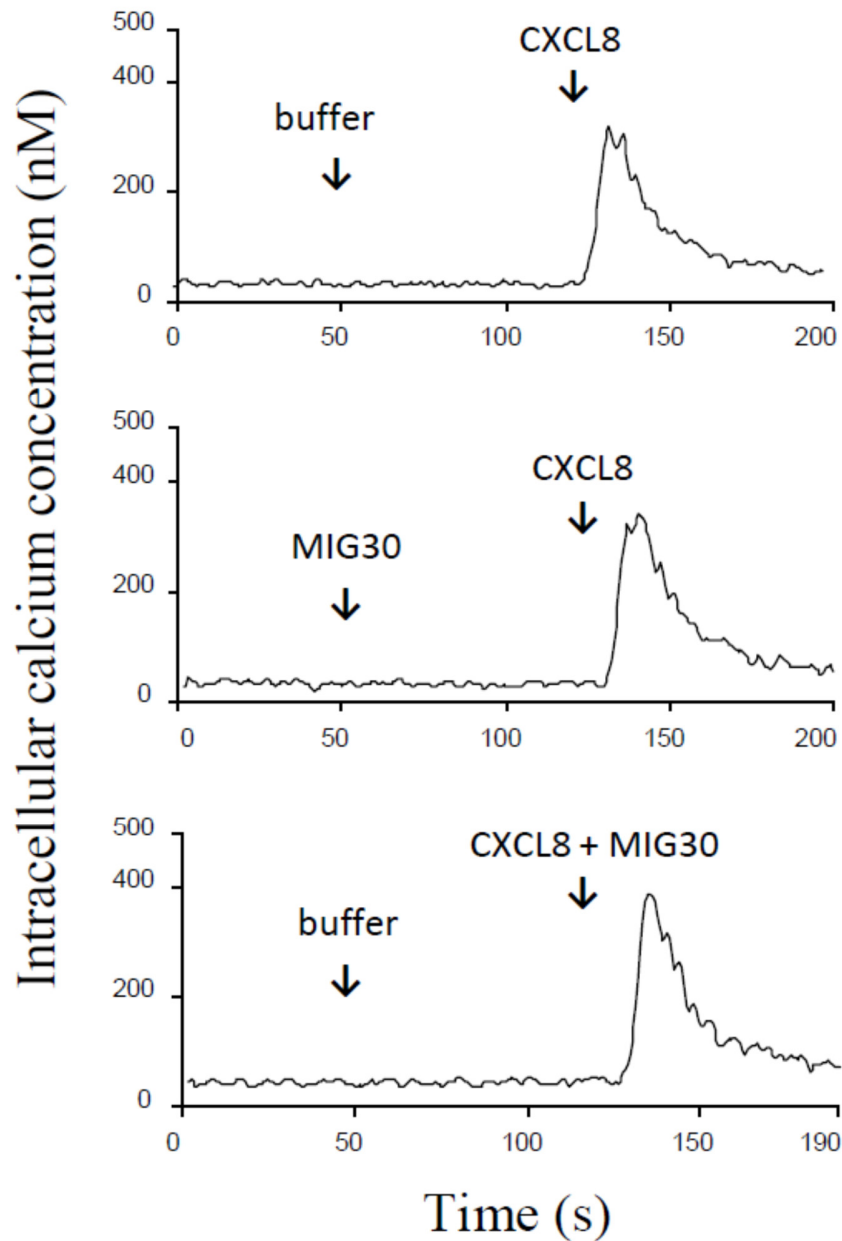 Intracellular calcium concentration (nM)
500
400
200
0
buffer
CXCL8
0 50 100 150 200
500
400
200
0
MIG30
CXCL8
0 50 100 150 200
500
400
200
0
buffer
CXCL8 + MIG30
0 50 100 150 190
Time (s)